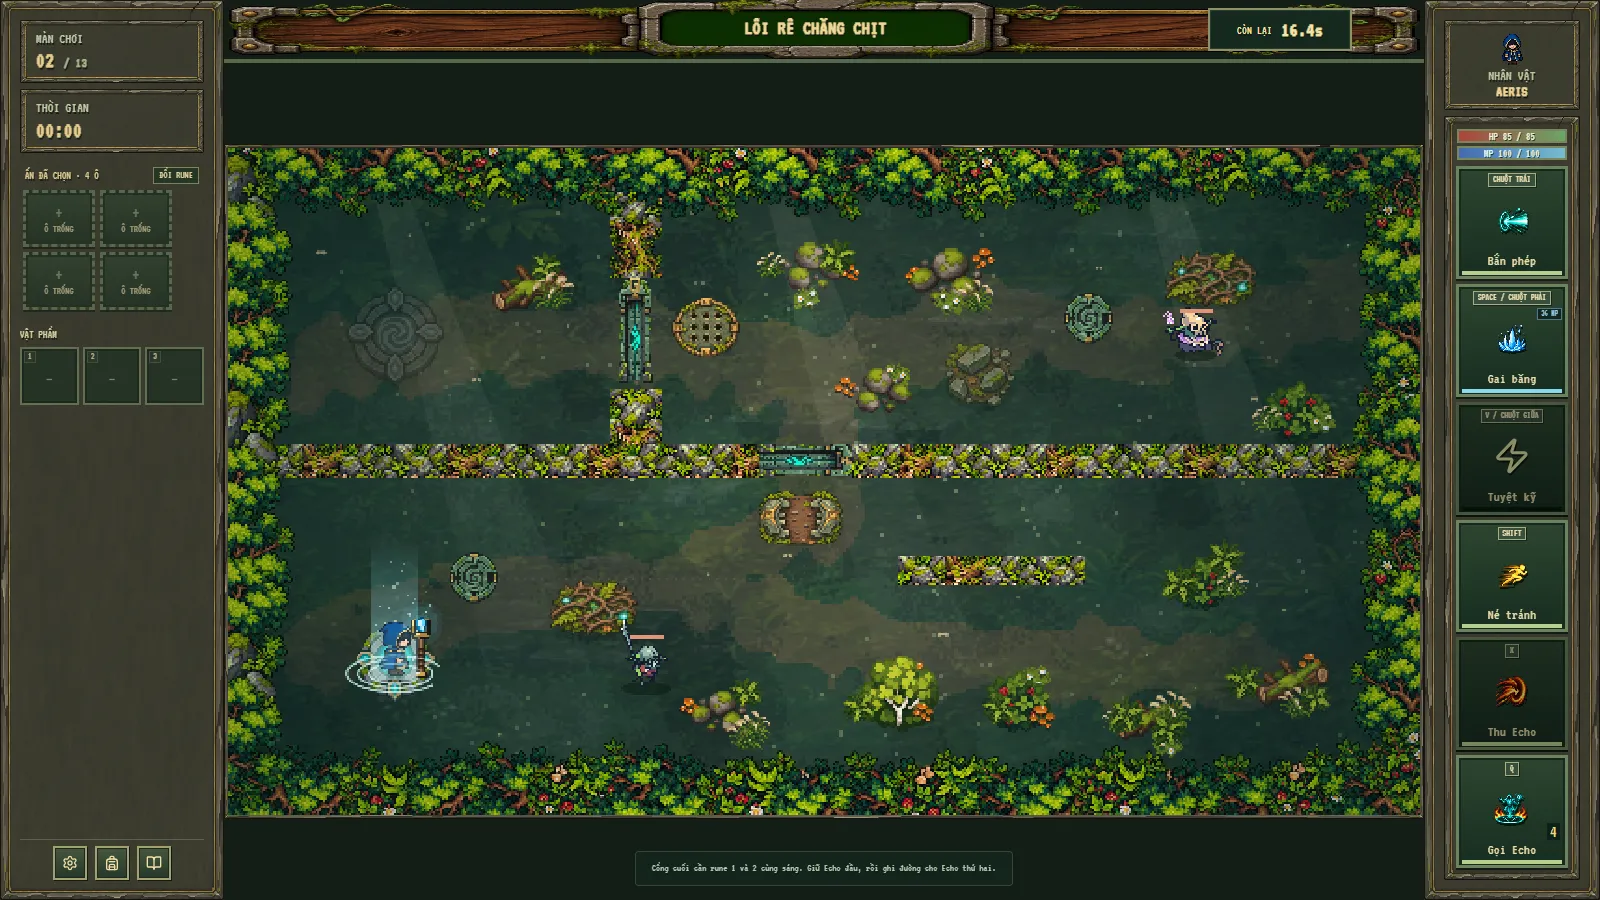 MÀN CHƠI
02 / 13
THỜI GIAN
00:00
ẤN ĐÃ CHỌN · 4 Ô
ĐỔI RUNE
+
Ô TRỐNG
+
Ô TRỐNG
+
Ô TRỐNG
+
Ô TRỐNG
VẬT PHẨM
1
–
2
–
3
–
LÕI RỄ CHẰNG CHỊT
CÒN LẠI 16.4s
Cổng cuối cần rune 1 và 2 cùng sáng. Giữ Echo đầu, rồi ghi đường cho Echo thứ hai.
NHÂN VẬT
AERIS
HP 85 / 85
MP 100 / 100
CHUỘT TRÁI
Bắn phép
SPACE / CHUỘT PHẢI
36 MP
Gai băng
V / CHUỘT GIỮA
Tuyệt kỹ
SHIFT
Né tránh
Thu Echo
Q
4
Gọi Echo